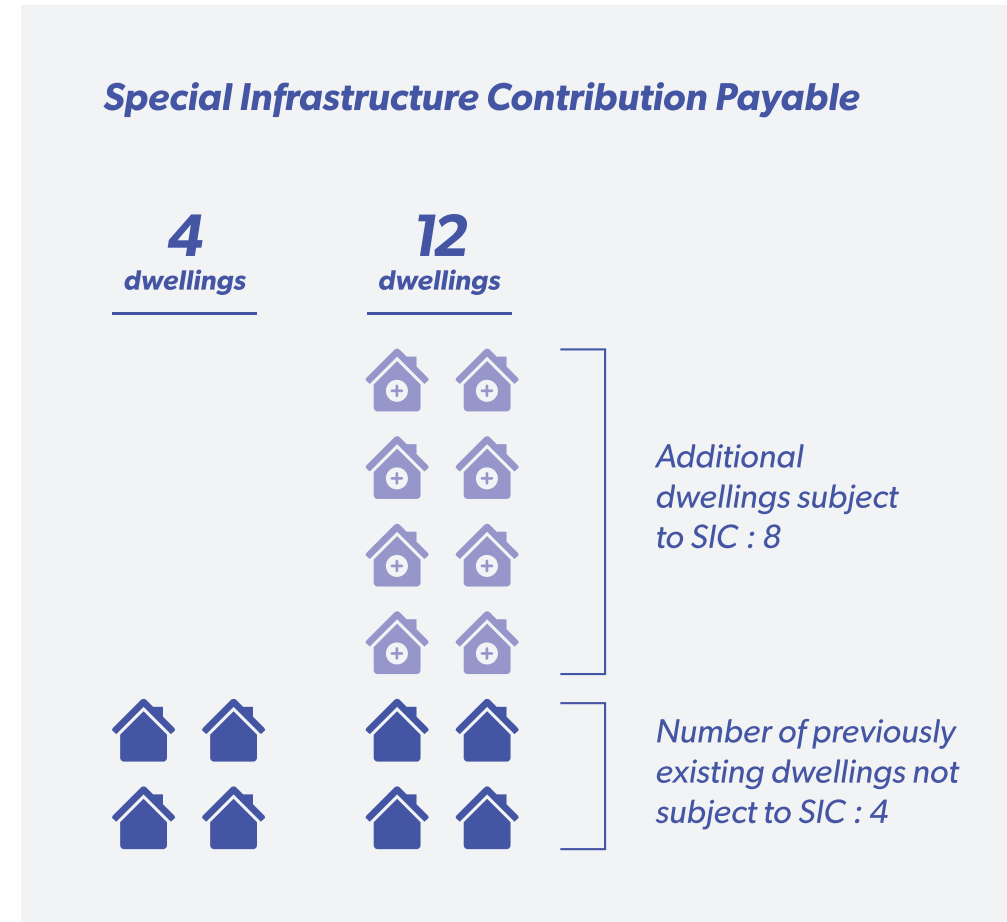 Special Infrastructure Contribution Payable
4
dwellings
12
dwellings
Additional
dwellings subject
to SIC : 8
Number of previously
existing dwellings not
subject to SIC : 4